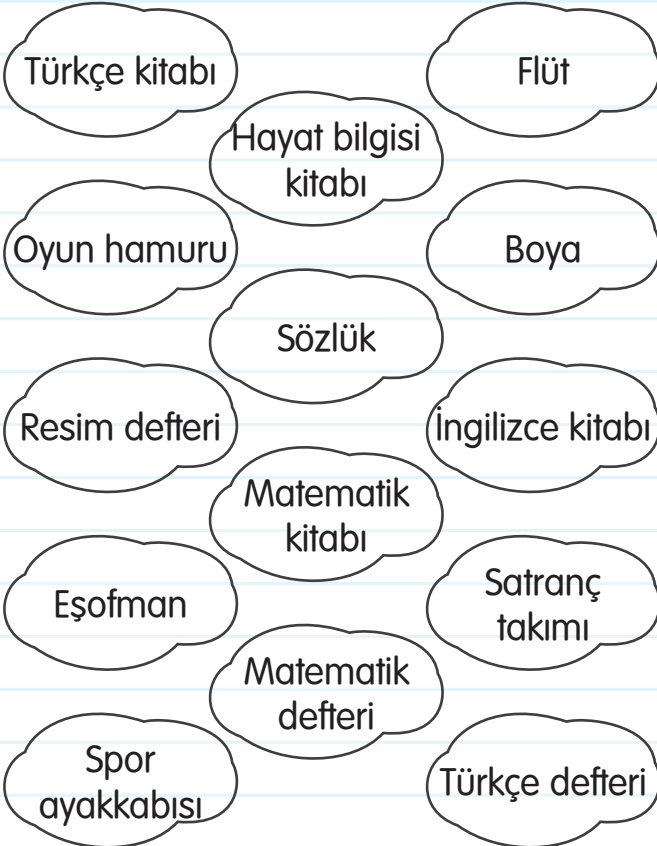 Türkçe kitabı
Flüt
Hayat bilgisi
kitabı
Oyun hamuru
Boya
Sözlük
Resim defteri
İngilizce kitabı
Matematik
kitabı
Eşofman
Satranç
takımı
Matematik
defteri
Spor
ayakkabısı
Türkçe defteri